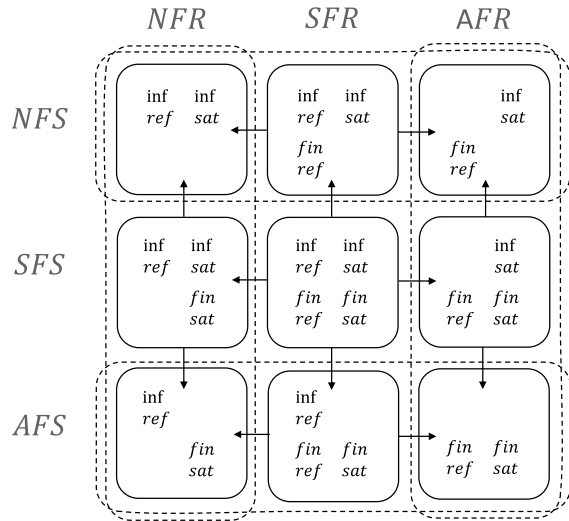 NFR SFR AFR
NFS
inf inf
ref sat
inf inf
ref sat
fin
ref
inf
sat
fin
ref
SFS
inf inf
ref sat
fin
sat
inf inf
ref sat
fin fin
ref sat
inf
sat
fin fin
ref sat
AFS
inf
ref
fin
sat
inf
ref
fin fin
ref sat
fin fin
ref sat